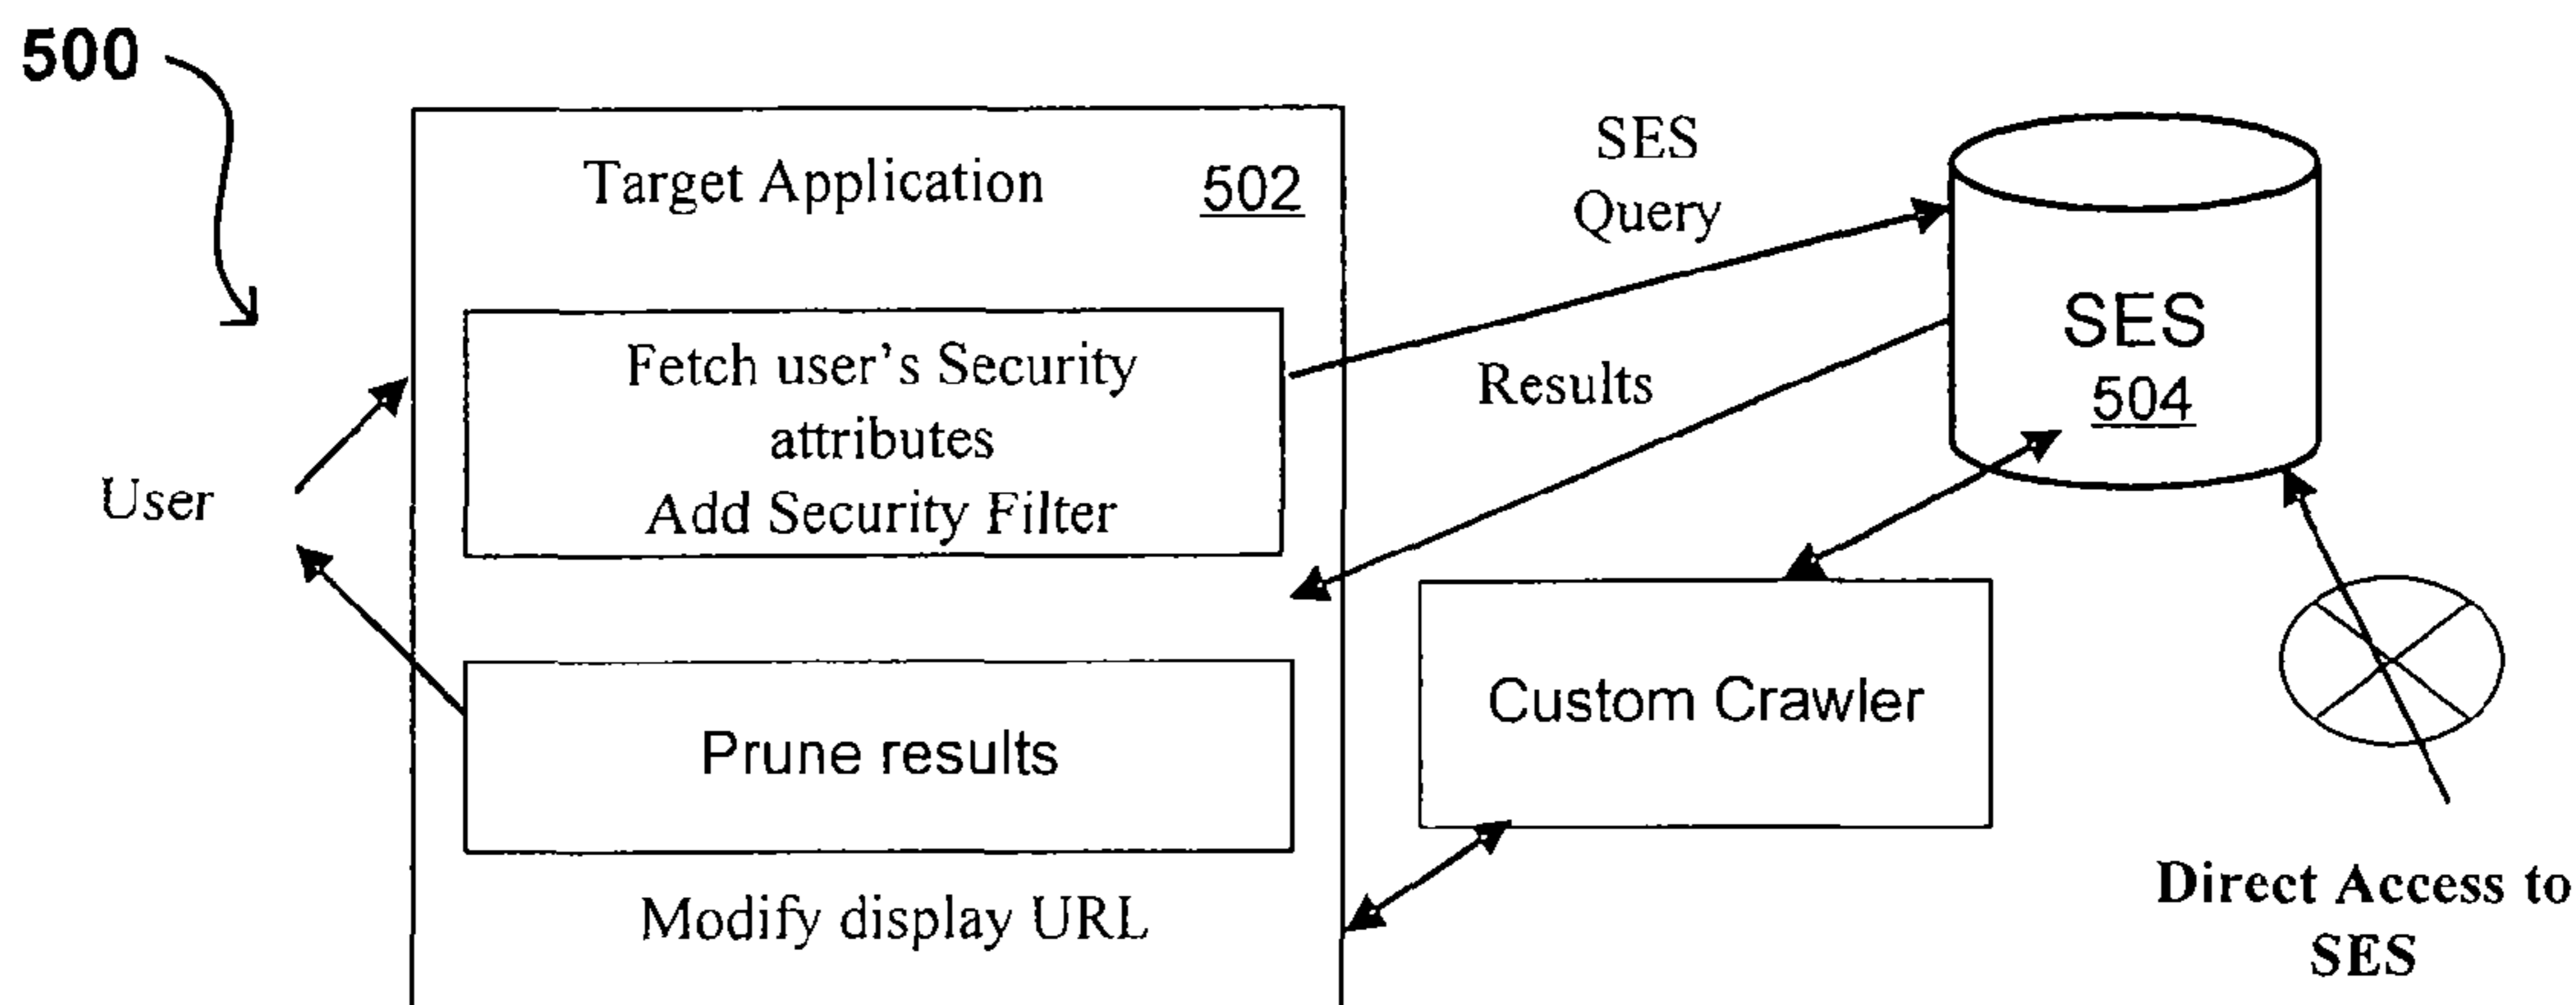 500
Target Application 502
Fetch user's Security
attributes
Add Security Filter
User
Prune results
Modify display URL
SES
Query
Results
SES
504
Custom Crawler
Direct Access to
SES